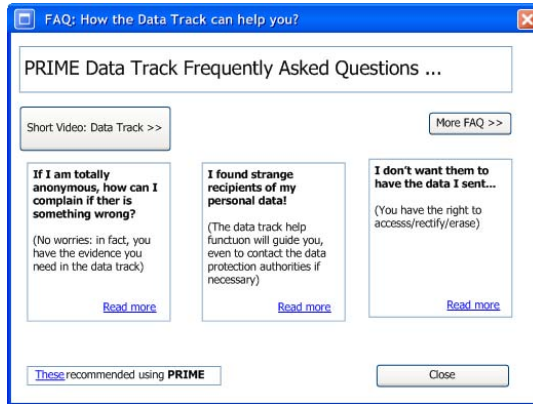 FAQ: How the Data Track can help you?
PRIME Data Track Frequently Asked Questions ...
Short Video: Data Track >>
More FAQ >>
If I am totally
anonymous, how can I
complain if ther is
something wrong?
(No worries: in fact, you
have the evidence you
need in the data track)
Read more
I found strange
recipients of my
personal data!
(The data track help
functuon will guide you,
even to contact the data
protection authorities if
necessary)
Read more
I don't want them to
have the data I sent...
(You have the right to
accesss/rectify/erase)
Read more
These recommended using PRIME
Close